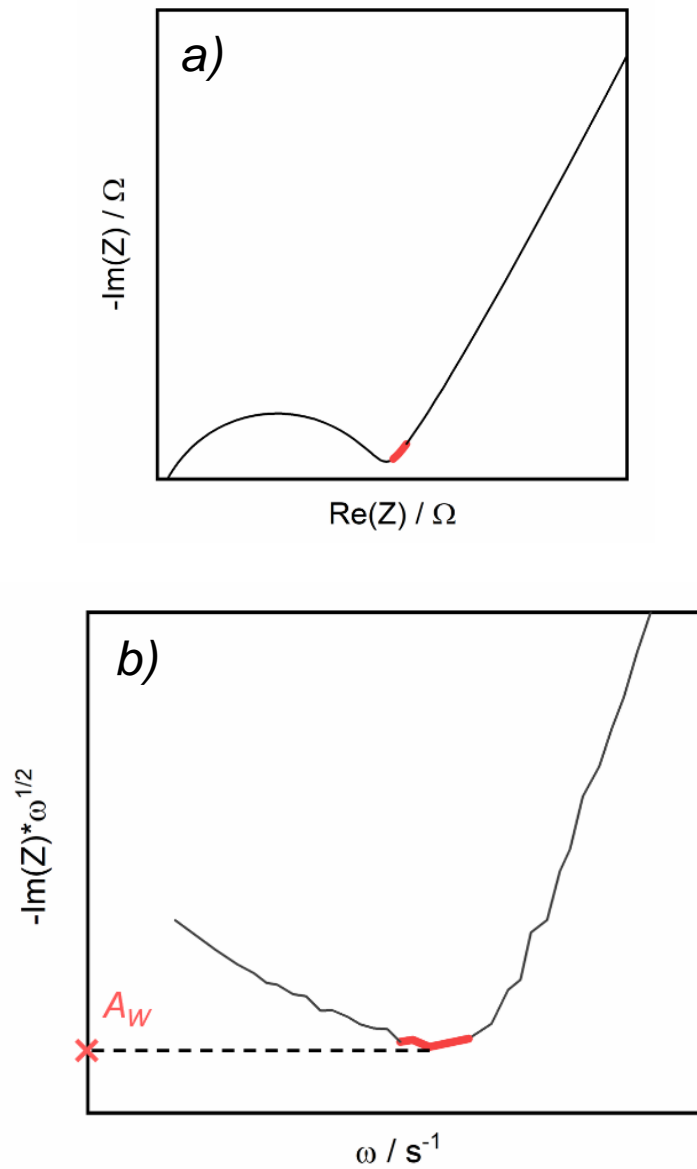 a)
-Im(Z) / Ω
Re(Z) / Ω
b)
-Im(Z)*ω^{1/2}
A_W
ω / s^{-1}